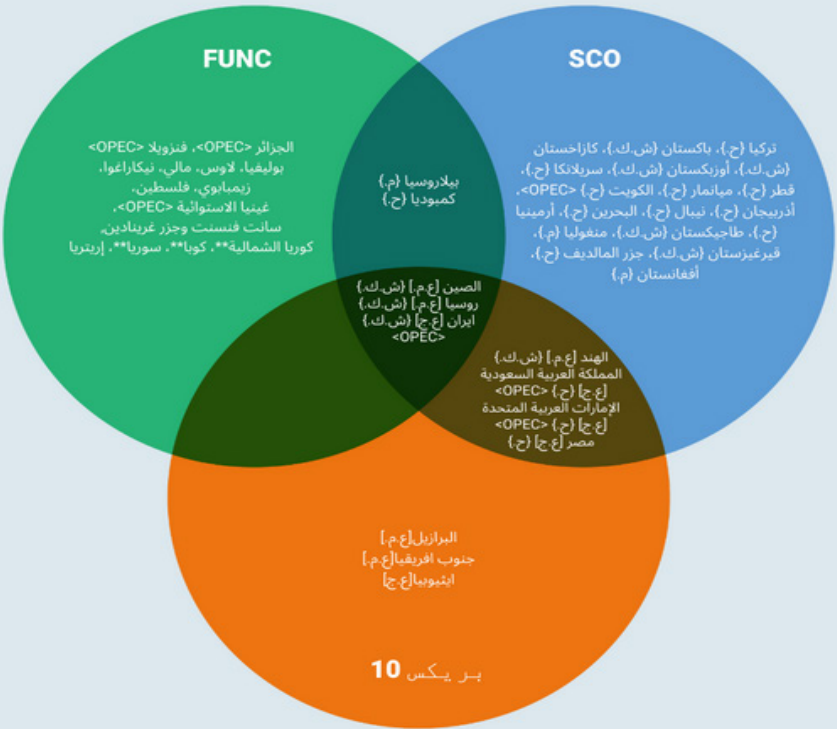 FUNC
SCO
الجزائر <OPEC>، فنزويلا <OPEC>
بوليفيا، لاوس، مالي، نيكاراغوا،
زيمبابوي، فلسطين،
غينيا الاستوائية <OPEC>،
سانت فنسنت وجزر غرينادين,
كوريا الشمالية**، كوبا**، سوريا**، إريتريا
بيلاروسيا {م.}
كمبوديا {ح.}
تركيا {ح.}، باكستان {ش.ك.}، كازاخستان
{ش.ك.}، أوزبكستان {ش.ك.}، سريلانكا {ح.}،
قطر {ح.}، ميانمار {ح.}، الكويت {ح.} <OPEC>،
أذربيجان {ح.}، نيبال {ح.}، البحرين {ح.}، أرمينيا
{ح.}، طاجيكستان {ش.ك.}، منغوليا {م.}،
قيرغيزستان {ش.ك.}، جزر المالديف {ح.}،
أفغانستان {م.}
الصين [ع.م.] {ش.ك.}
روسيا [ع.م.] {ش.ك.}
ايران [ع.ج] {ش.ك.}
<OPEC>
الهند [ع.م.] {ش.ك.}
المملكة العربية السعودية
[ع.ج] {ح.} <OPEC>
الإمارات العربية المتحدة
[ع.ج] {ح.} <OPEC>
مصر [ع.ج] {ح.}
البرازيل[ع.م.]
جنوب افريقيا[ع.م.]
ايثيوبيا[ع.ج]
بريكس 10